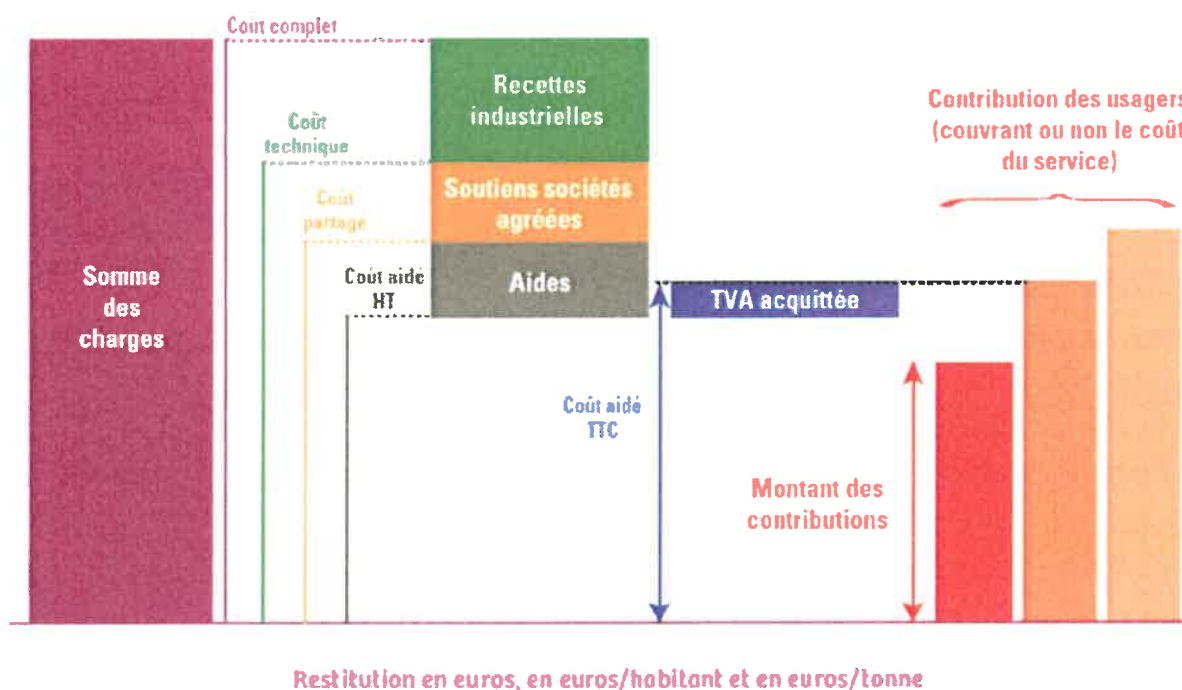 Coût complet
Recettes
industrielles
Contribution des usagers
(couvrant ou non le coût
du service)
Coût
technique
Soutiens sociétés
agréées
Coût
partagé
Somme
des
charges
Coût aidé
HT
Aides
TVA acquittée
Coût aidé
TTC
Montant des
contributions
Restitution en euros, en euros/habitant et en euros/tonne